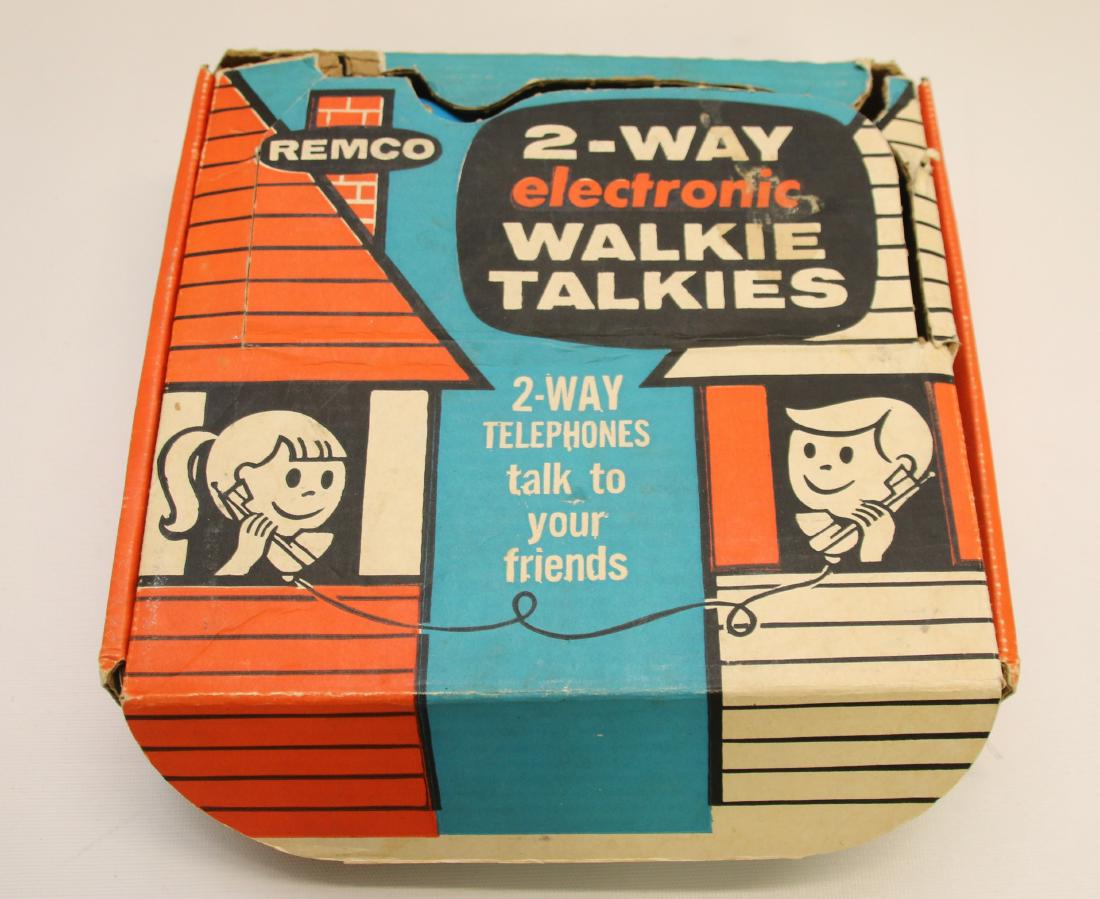 REMCO
2-WAY
electronic
WALKIE
TALKIES
2-WAY
TELEPHONES
talk to
your
friends